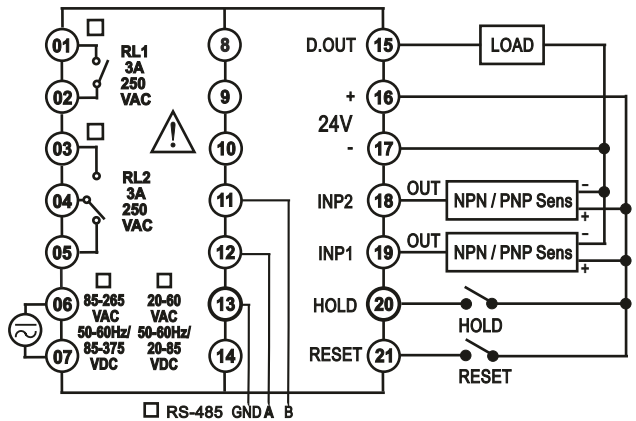 01
RL1
3A
250
VAC
02
03
RL2
3A
250
VAC
04
05
06
85-265
VAC
50-60Hz/
85-375
VDC
20-60
VAC
50-60Hz/
20-85
VDC
07
8
9
10
!
11
12
13
14
RS-485 GND A B
D.OUT 15 LOAD
+ 16
24V
- 17
INP2 18 OUT NPN / PNP Sens - +
INP1 19 OUT NPN / PNP Sens - +
HOLD 20 HOLD
RESET 21 RESET